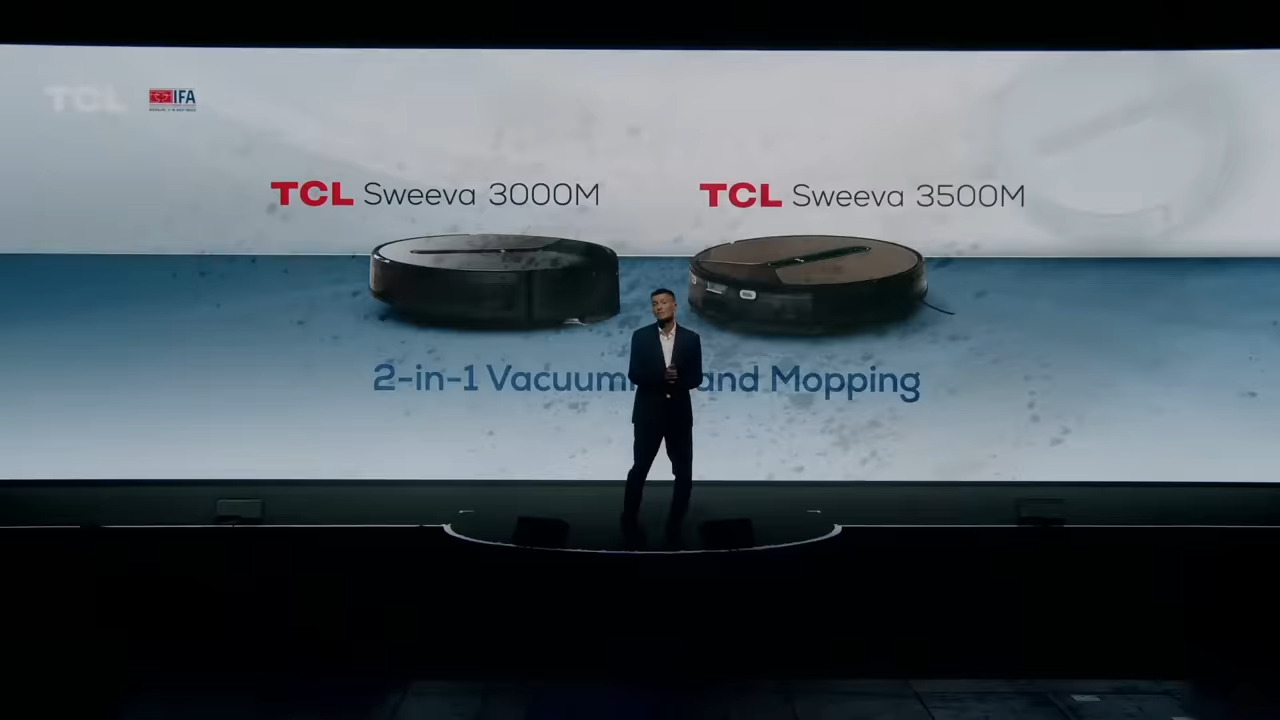 TCL
IFA
TCL Sweeva 3000M
TCL Sweeva 3500M
2-in-1 Vacuum and Mopping